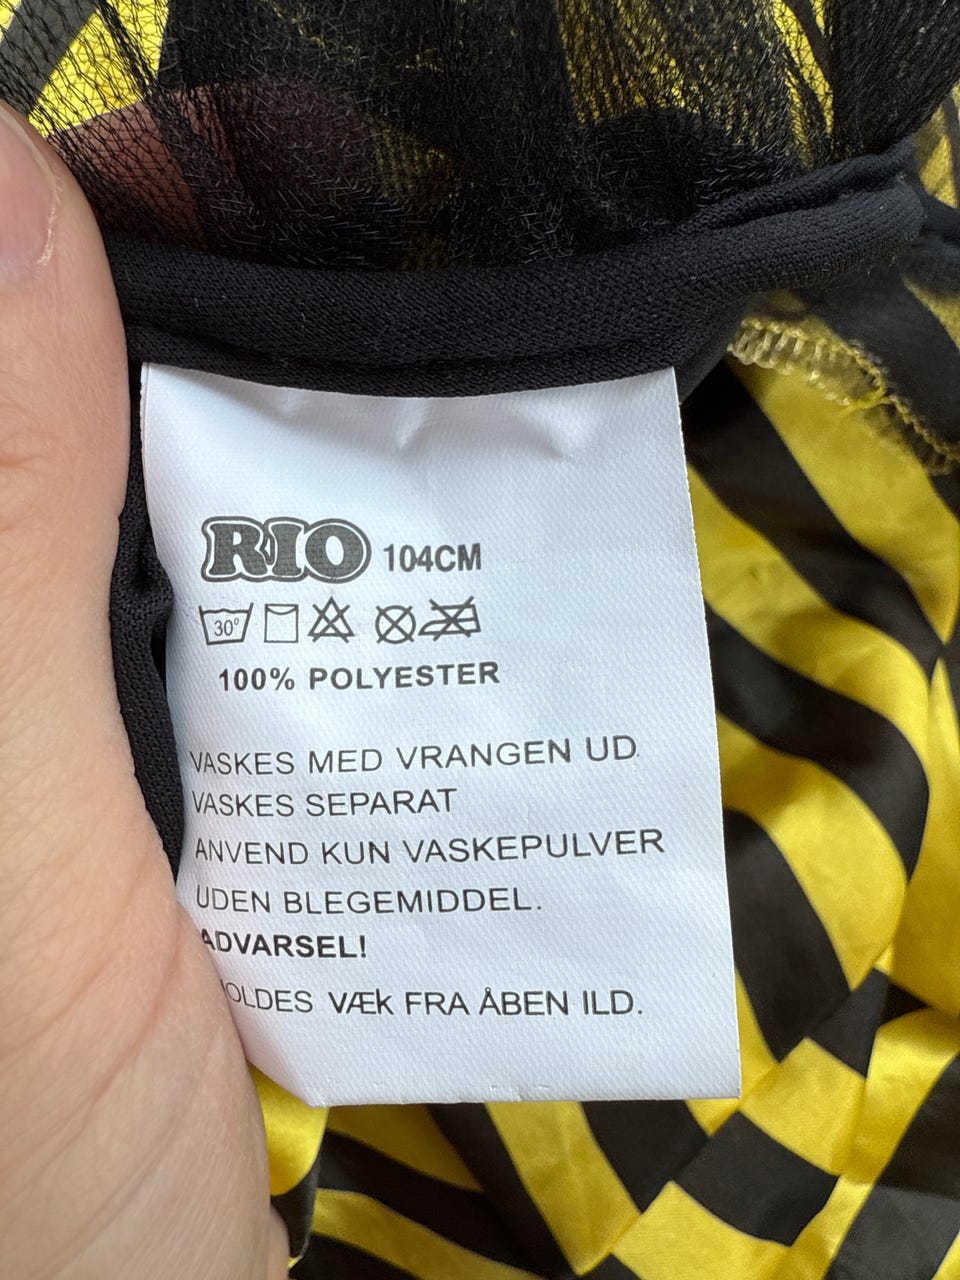 RIO 104CM
30°
100% POLYESTER
VASKES MED VRANGEN UD.
VASKES SEPARAT
ANVEND KUN VASKEPULVER
UDEN BLEGEMIDDEL.
ADVARSEL!
VÆk FRA ÅBEN ILD.